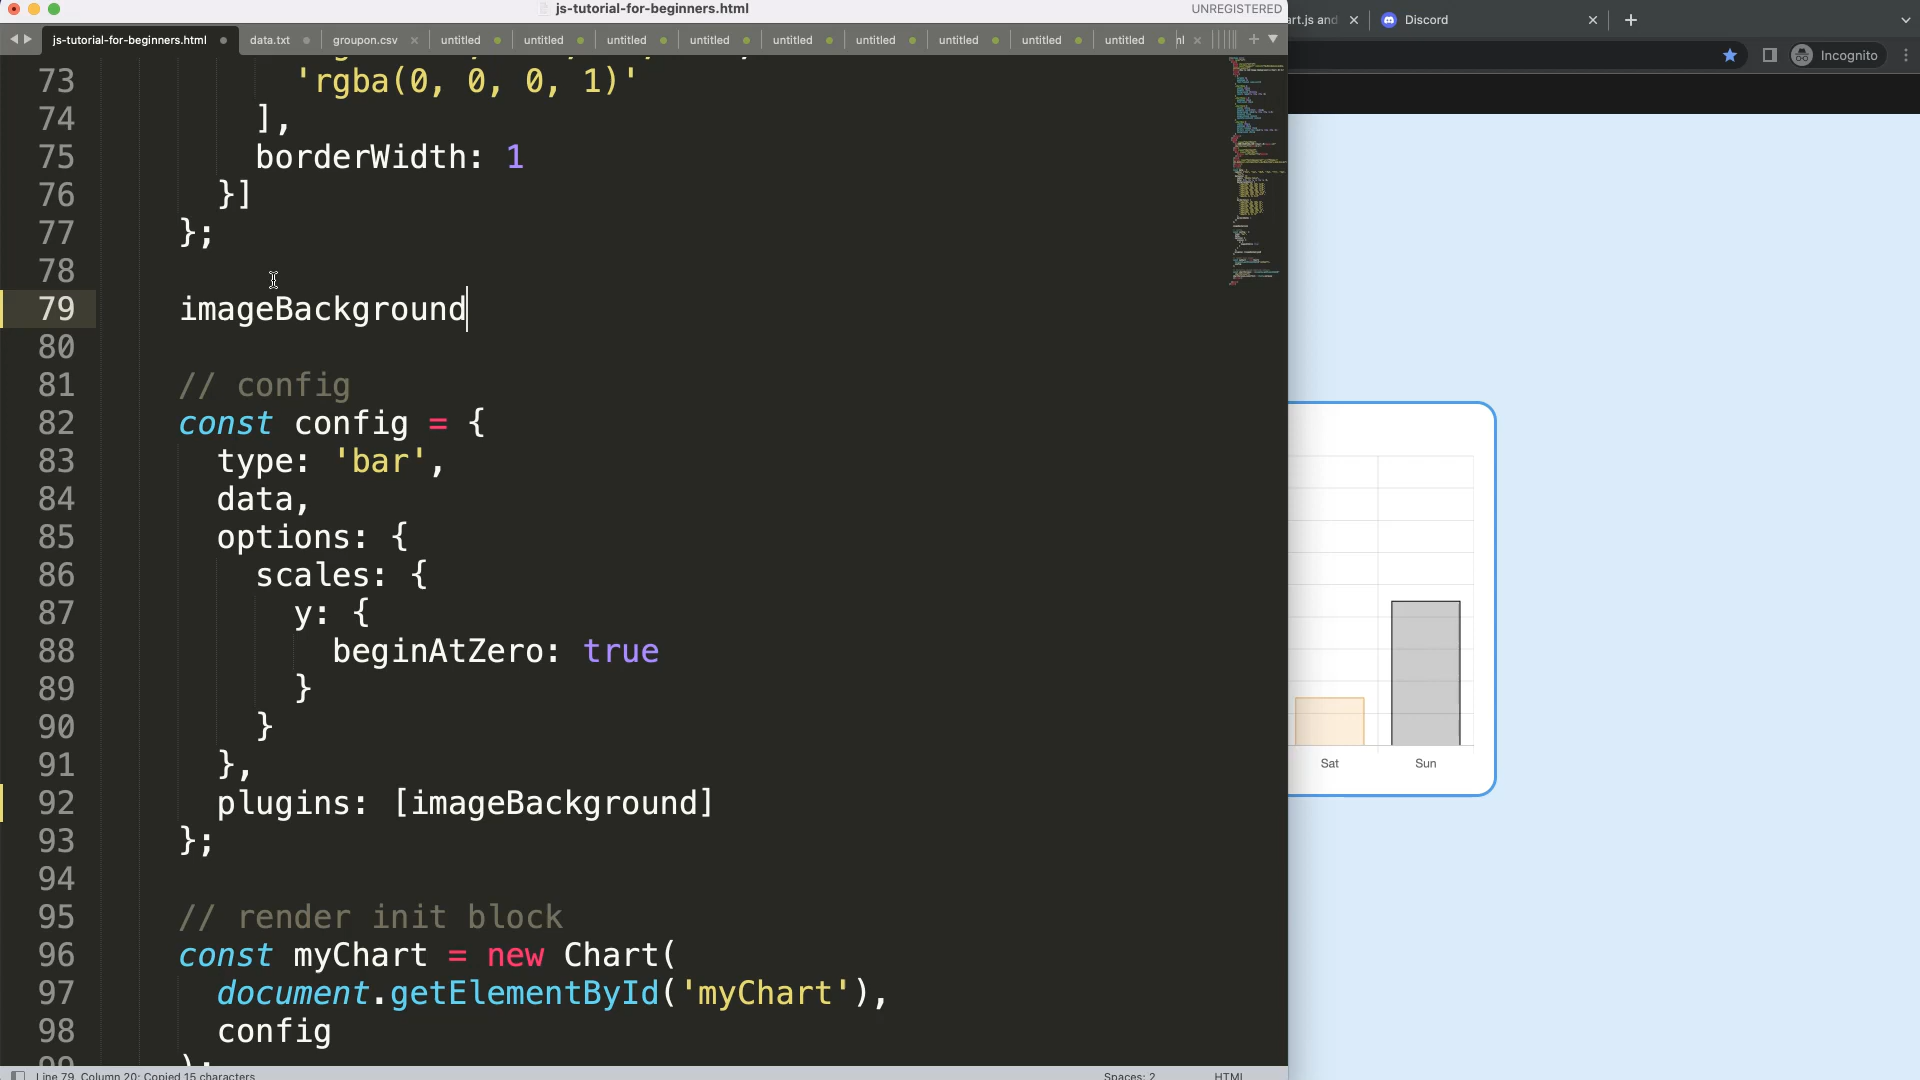 js-tutorial-for-beginners.html
UNREGISTERED
js-tutorial-for-beginners.html
data.txt
groupon.csv
untitled
untitled
untitled
untitled
untitled
untitled
untitled
untitled
untitled
art.js and
Discord
Incognito
73 'rgba(0, 0, 0, 1)'
74 ],
75 borderWidth: 1
76 }]
77 };
78
79 imageBackground
80
81 // config
82 const config = {
83 type: 'bar',
84 data,
85 options: {
86 scales: {
87 y: {
88 beginAtZero: true
89 }
90 }
91 },
92 plugins: [imageBackground]
93 };
94
95 // render init block
96 const myChart = new Chart(
97 document.getElementById('myChart'),
98 config
99 );
Sat
Sun
Line 79, Column 20; Copied 15 characters
Spaces: 2
HTML